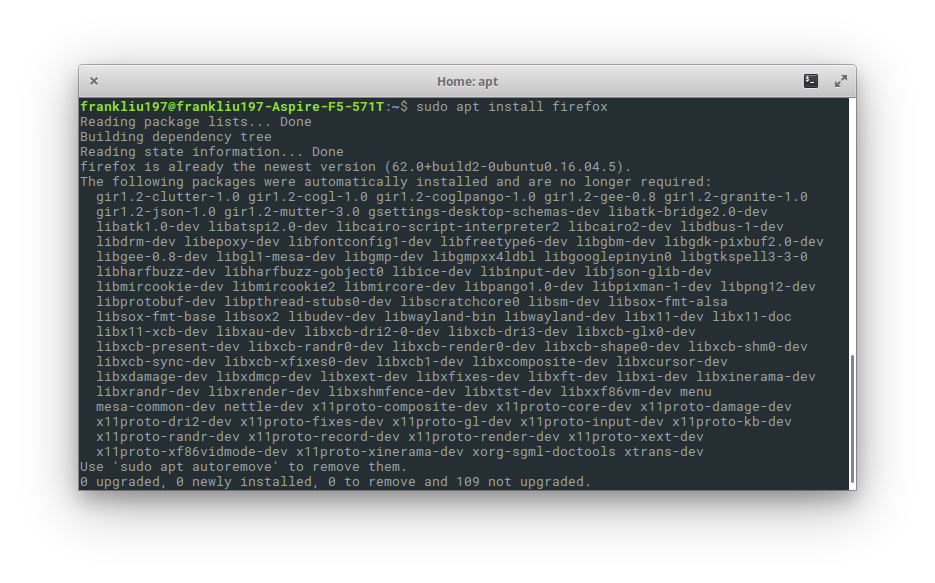 Home: apt
frankliu197@frankliu197-Aspire-F5-571T:~$ sudo apt install firefox
Reading package lists... Done
Building dependency tree
Reading state information... Done
firefox is already the newest version (62.0+build2-0ubuntu0.16.04.5).
The following packages were automatically installed and are no longer required:
  gir1.2-clutter-1.0 gir1.2-cogl-1.0 gir1.2-coglpango-1.0 gir1.2-gee-0.8 gir1.2-granite-1.0
  gir1.2-json-1.0 gir1.2-mutter-3.0 gsettings-desktop-schemas-dev libatk-bridge2.0-dev
  libatk1.0-dev libatspi2.0-dev libcairo-script-interpreter2 libcairo2-dev libdbus-1-dev
  libdrm-dev libepoxy-dev libfontconfig1-dev libfreetype6-dev libgbm-dev libgdk-pixbuf2.0-dev
  libgee-0.8-dev libgl1-mesa-dev libgmp-dev libgmpxx4ldbl libgooglepinyin0 libgtkspell3-3-0
  libharfbuzz-dev libharfbuzz-gobject0 libice-dev libinput-dev libjson-glib-dev
  libmircookie-dev libmircookie2 libmircore-dev libpango1.0-dev libpixman-1-dev libpng12-dev
  libprotobuf-dev libpthread-stubs0-dev libscratchcore0 libsm-dev libsox-fmt-alsa
  libsox-fmt-base libsox2 libudev-dev libwayland-bin libwayland-dev libx11-dev libx11-doc
  libx11-xcb-dev libxau-dev libxcb-dri2-0-dev libxcb-dri3-dev libxcb-glx0-dev
  libxcb-present-dev libxcb-randr0-dev libxcb-render0-dev libxcb-shape0-dev libxcb-shm0-dev
  libxcb-sync-dev libxcb-xfixes0-dev libxcb1-dev libxcomposite-dev libxcursor-dev
  libxdamage-dev libxdmcp-dev libxext-dev libxfixes-dev libxft-dev libxi-dev libxinerama-dev
  libxrandr-dev libxrender-dev libxshmfence-dev libxtst-dev libxxf86vm-dev menu
  mesa-common-dev nettle-dev x11proto-composite-dev x11proto-core-dev x11proto-damage-dev
  x11proto-dri2-dev x11proto-fixes-dev x11proto-gl-dev x11proto-input-dev x11proto-kb-dev
  x11proto-randr-dev x11proto-record-dev x11proto-render-dev x11proto-xext-dev
  x11proto-xf86vidmode-dev x11proto-xinerama-dev xorg-sgml-doctools xtrans-dev
Use 'sudo apt autoremove' to remove them.
0 upgraded, 0 newly installed, 0 to remove and 109 not upgraded.